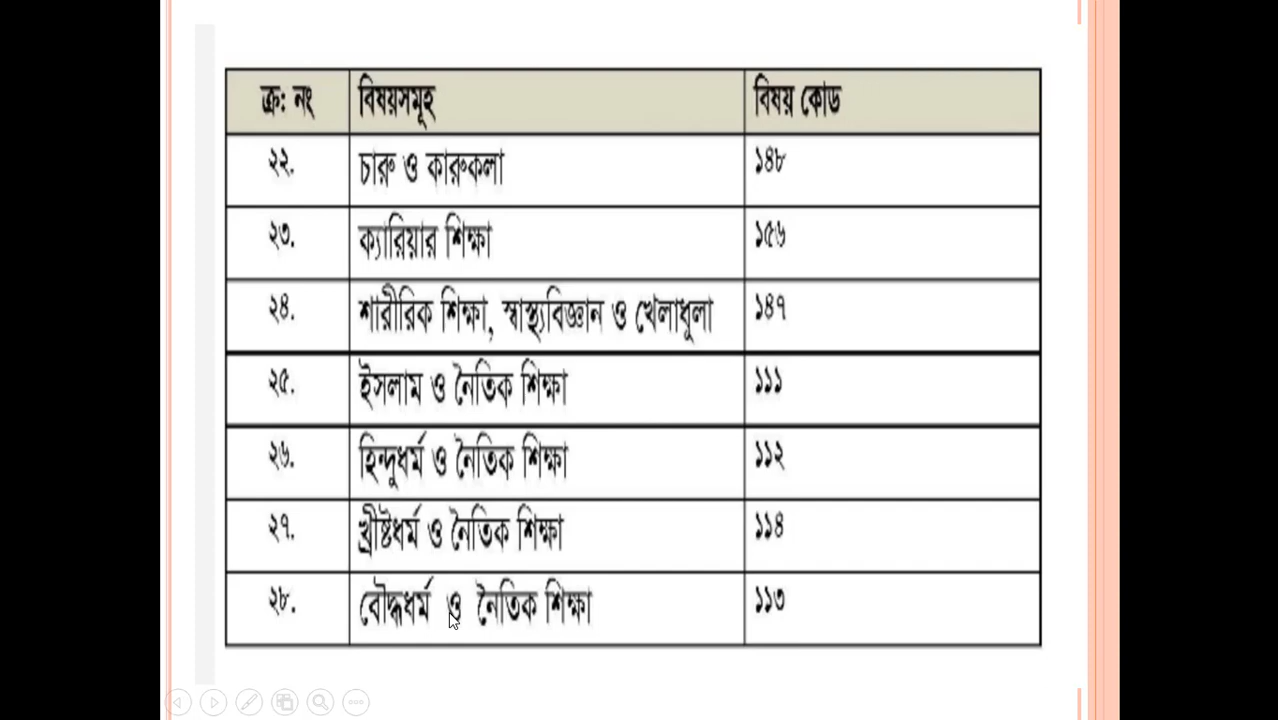 ক্র: নং বিষয়সমূহ বিষয় কোড
২২. চারু ও কারুকলা ১৪৮
২৩. ক্যারিয়ার শিক্ষা ১৫৬
২৪. শারীরিক শিক্ষা, স্বাস্থ্যবিজ্ঞান ও খেলাধুলা ১৪৭
২৫. ইসলাম ও নৈতিক শিক্ষা ১১১
২৬. হিন্দুধর্ম ও নৈতিক শিক্ষা ১১২
২৭. খ্রীষ্টধর্ম ও নৈতিক শিক্ষা ১১৪
২৮. বৌদ্ধধর্ম ও নৈতিক শিক্ষা ১১৩